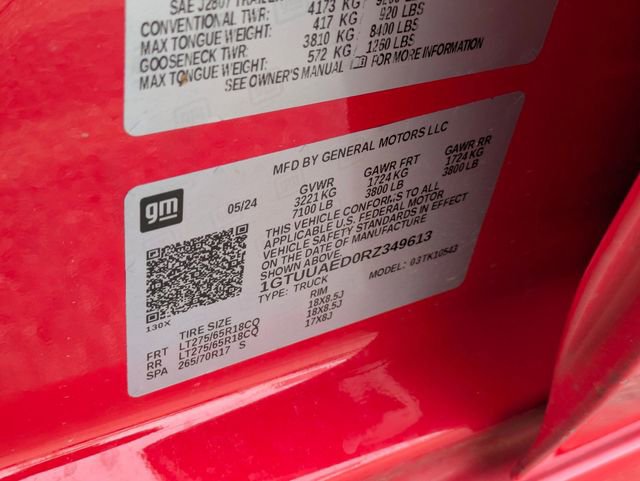 SAE J2807 TRAILER
CONVENTIONAL TWR: 4173 KG / 9200 LBS
MAX TONGUE WEIGHT: 417 KG / 920 LBS
GOOSENECK TWR: 3810 KG / 8400 LBS
MAX TONGUE WEIGHT: 572 KG / 1260 LBS
SEE OWNER'S MANUAL FOR MORE INFORMATION
MFD BY GENERAL MOTORS LLC
gm
05/24
GVWR GAWR FRT GAWR RR
3221 KG 1724 KG 1724 KG
7100 LB 3800 LB 3800 LB
THIS VEHICLE CONFORMS TO ALL
APPLICABLE U.S. FEDERAL MOTOR
VEHICLE SAFETY STANDARDS IN EFFECT
ON THE DATE OF MANUFACTURE
SHOWN ABOVE.
1GTUUAED0RZ349613
TYPE: TRUCK MODEL: 03TK10543
130X
TIRE SIZE RIM
FRT LT275/65R18CQ 18X8.5J
RR LT275/65R18CQ 18X8.5J
SPA 265/70R17 S 17X8J